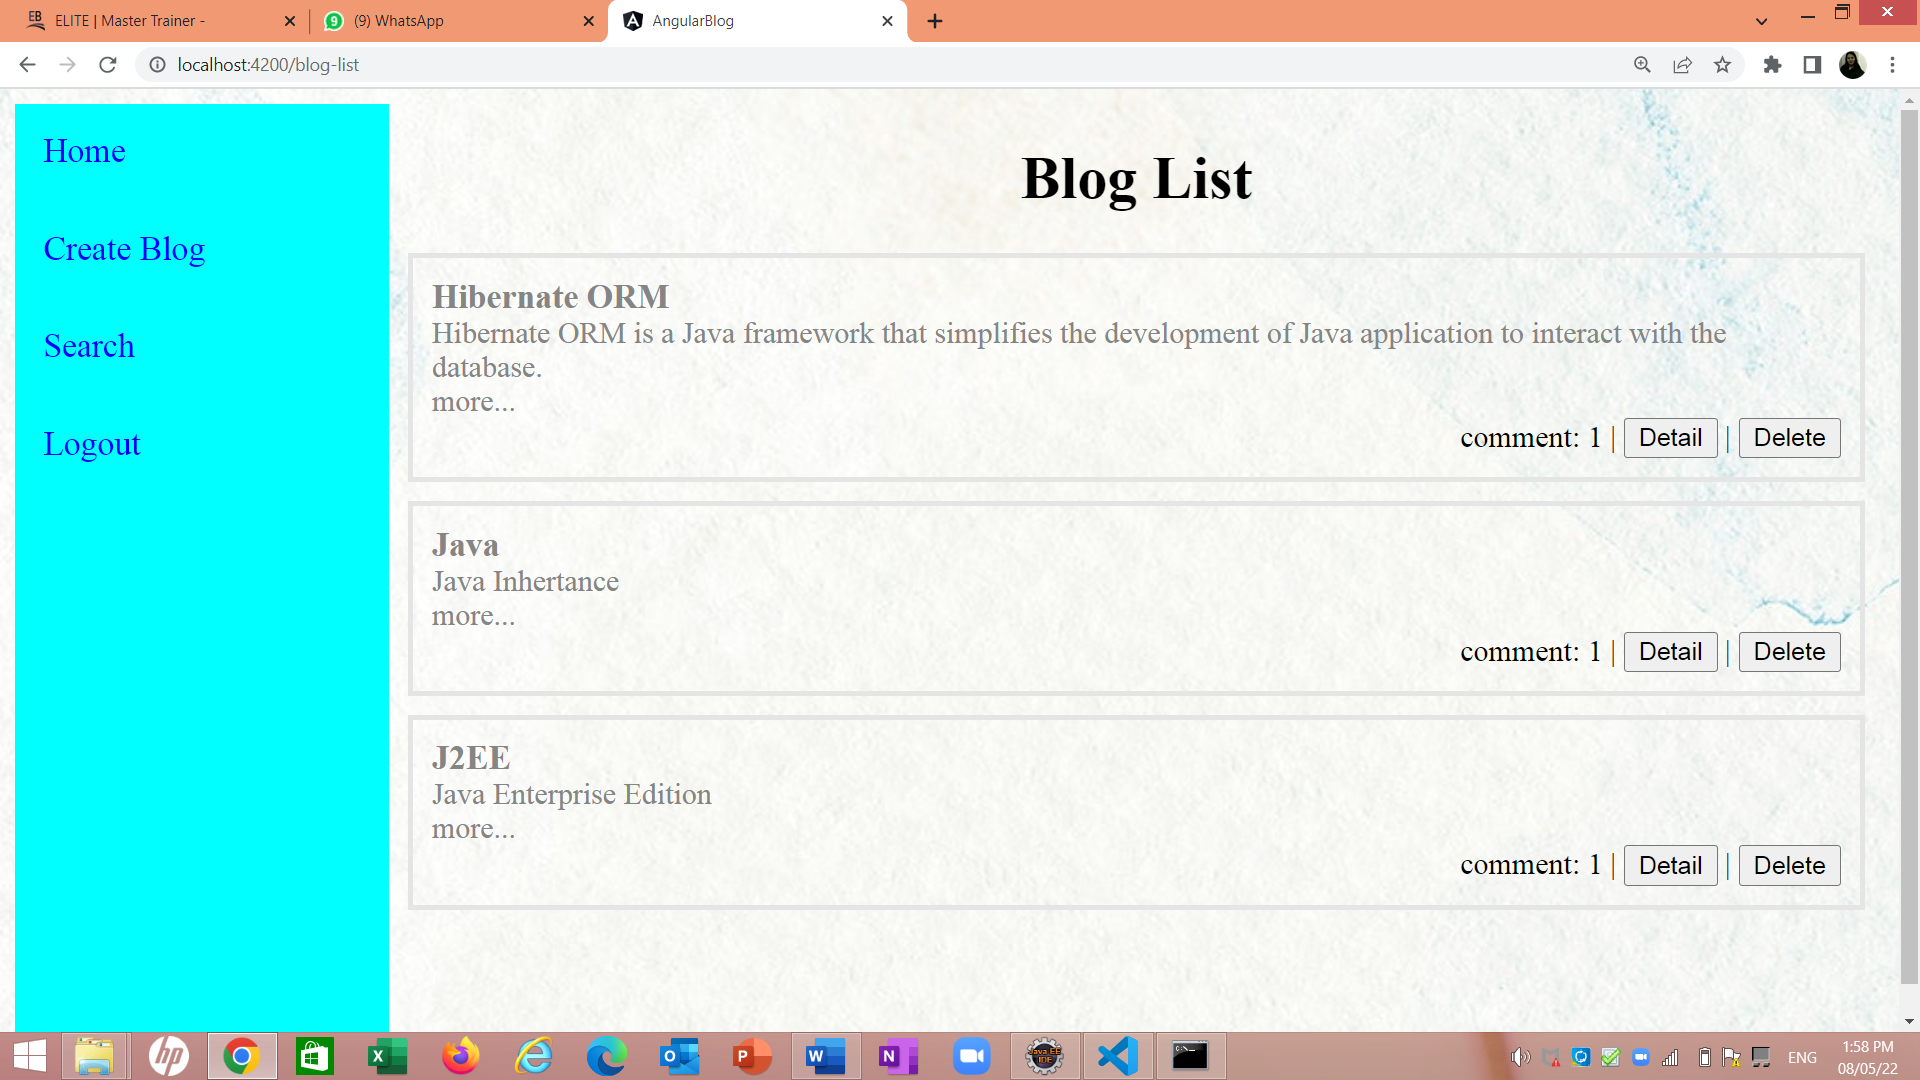 EB ELITE | Master Trainer -
9 (9) WhatsApp
AngularBlog
localhost:4200/blog-list
Home
Create Blog
Search
Logout
Blog List
Hibernate ORM
Hibernate ORM is a Java framework that simplifies the development of Java application to interact with the
database.
more...
comment: 1 | Detail | Delete
Java
Java Inhertance
more...
comment: 1 | Detail | Delete
J2EE
Java Enterprise Edition
more...
comment: 1 | Detail | Delete
ENG
1:58 PM
08/05/22